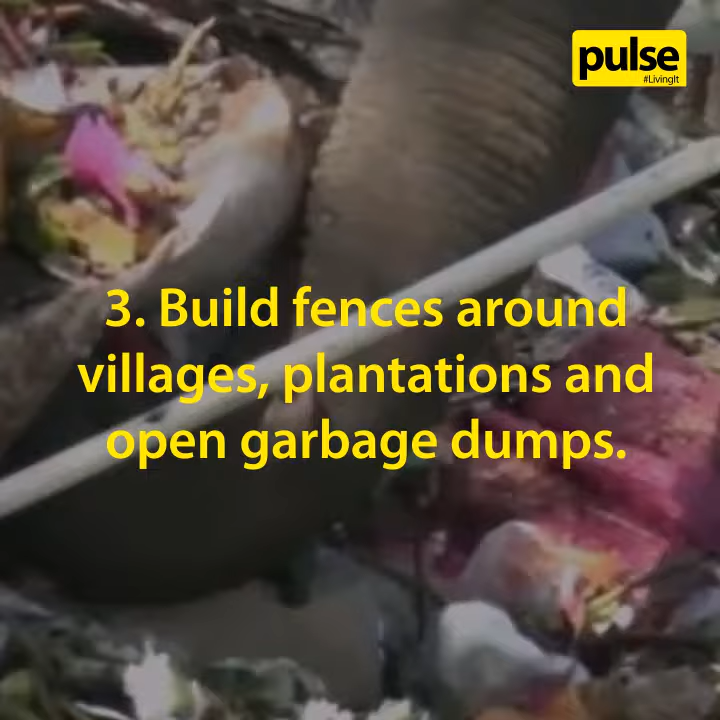 pulse
#LivingIt
3. Build fences around
villages, plantations and
open garbage dumps.